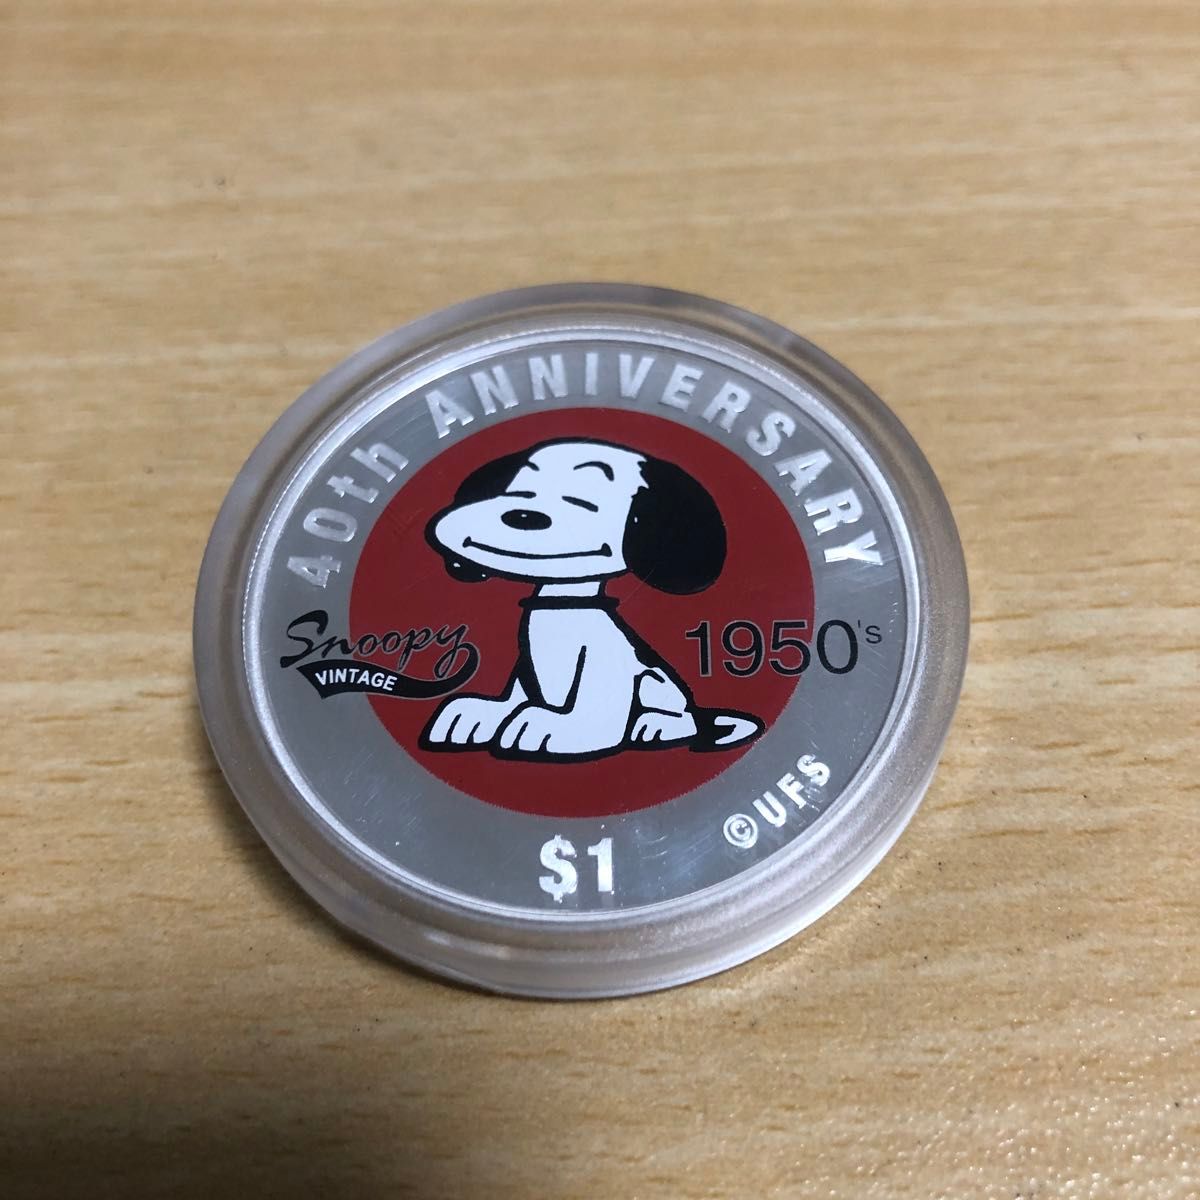 40th ANNIVERSARY
Snoopy
VINTAGE
1950's
©UFS
$1